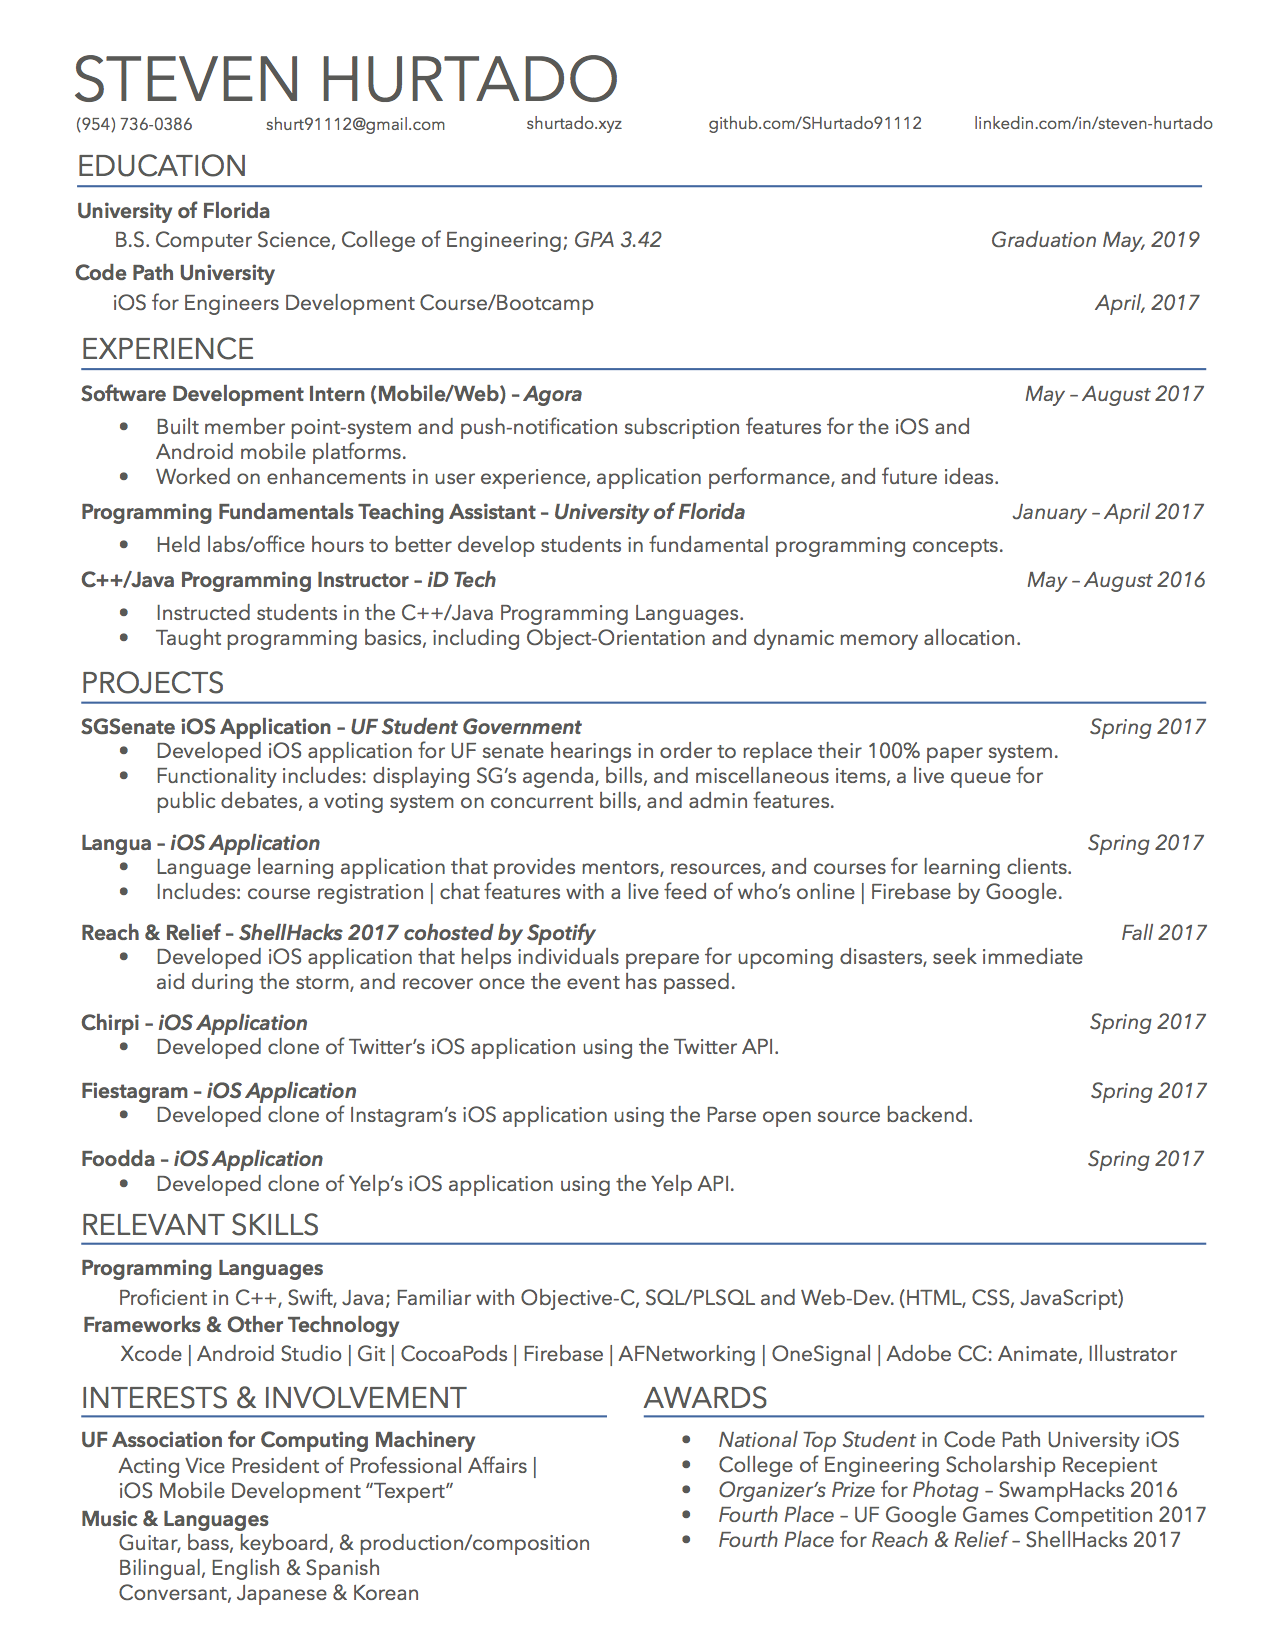 STEVEN HURTADO
(954) 736-0386 shurt91112@gmail.com shurtado.xyz github.com/SHurtado91112 linkedin.com/in/steven-hurtado
EDUCATION
University of Florida
B.S. Computer Science, College of Engineering; GPA 3.42 Graduation May, 2019
Code Path University
iOS for Engineers Development Course/Bootcamp April, 2017
EXPERIENCE
Software Development Intern (Mobile/Web) – Agora May – August 2017
• Built member point-system and push-notification subscription features for the iOS and
Android mobile platforms.
• Worked on enhancements in user experience, application performance, and future ideas.
Programming Fundamentals Teaching Assistant – University of Florida January – April 2017
• Held labs/office hours to better develop students in fundamental programming concepts.
C++/Java Programming Instructor – iD Tech May – August 2016
• Instructed students in the C++/Java Programming Languages.
• Taught programming basics, including Object-Orientation and dynamic memory allocation.
PROJECTS
SGSenate iOS Application – UF Student Government Spring 2017
• Developed iOS application for UF senate hearings in order to replace their 100% paper system.
• Functionality includes: displaying SG’s agenda, bills, and miscellaneous items, a live queue for
public debates, a voting system on concurrent bills, and admin features.
Langua – iOS Application Spring 2017
• Language learning application that provides mentors, resources, and courses for learning clients.
• Includes: course registration | chat features with a live feed of who’s online | Firebase by Google.
Reach & Relief – ShellHacks 2017 cohosted by Spotify Fall 2017
• Developed iOS application that helps individuals prepare for upcoming disasters, seek immediate
aid during the storm, and recover once the event has passed.
Chirpi – iOS Application Spring 2017
• Developed clone of Twitter’s iOS application using the Twitter API.
Fiestagram – iOS Application Spring 2017
• Developed clone of Instagram’s iOS application using the Parse open source backend.
Foodda – iOS Application Spring 2017
• Developed clone of Yelp’s iOS application using the Yelp API.
RELEVANT SKILLS
Programming Languages
Proficient in C++, Swift, Java; Familiar with Objective-C, SQL/PLSQL and Web-Dev. (HTML, CSS, JavaScript)
Frameworks & Other Technology
Xcode | Android Studio | Git | CocoaPods | Firebase | AFNetworking | OneSignal | Adobe CC: Animate, Illustrator
INTERESTS & INVOLVEMENT
UF Association for Computing Machinery
Acting Vice President of Professional Affairs |
iOS Mobile Development “Texpert”
Music & Languages
Guitar, bass, keyboard, & production/composition
Bilingual, English & Spanish
Conversant, Japanese & Korean
AWARDS
• National Top Student in Code Path University iOS
• College of Engineering Scholarship Recepient
• Organizer’s Prize for Photag – SwampHacks 2016
• Fourth Place – UF Google Games Competition 2017
• Fourth Place for Reach & Relief – ShellHacks 2017